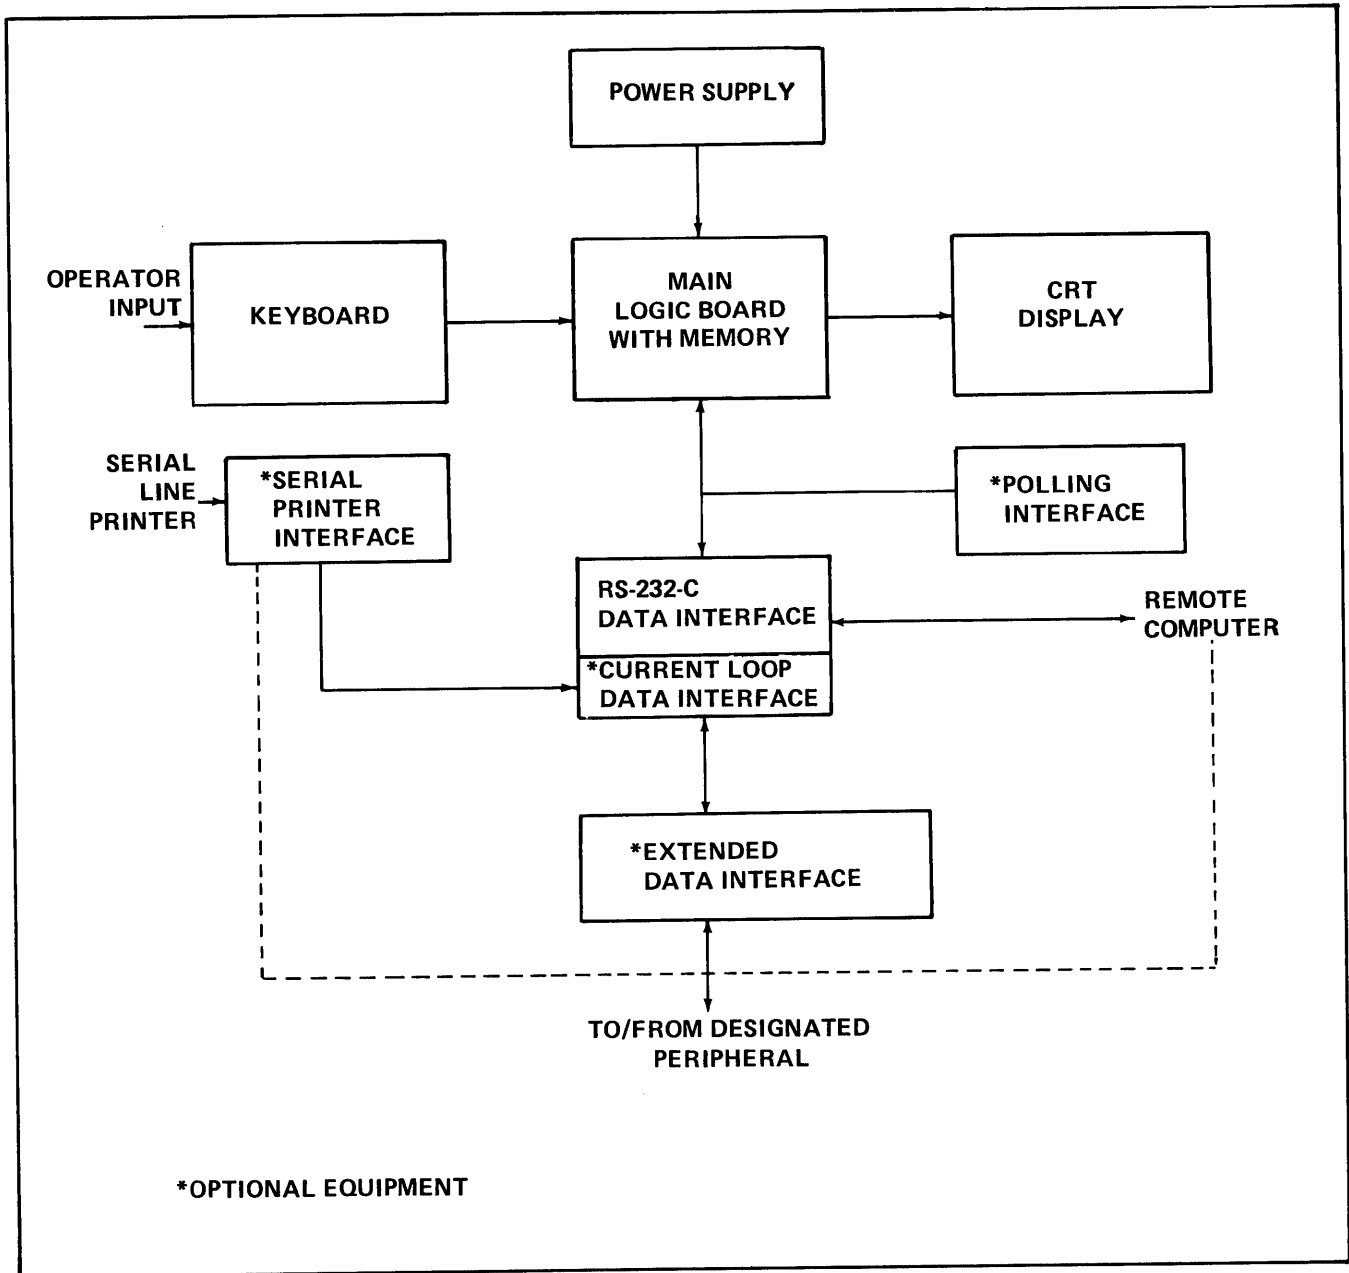 POWER SUPPLY
OPERATOR
INPUT
KEYBOARD
MAIN
LOGIC BOARD
WITH MEMORY
CRT
DISPLAY
SERIAL
LINE
PRINTER
*SERIAL
PRINTER
INTERFACE
*POLLING
INTERFACE
RS-232-C
DATA INTERFACE
REMOTE
COMPUTER
*CURRENT LOOP
DATA INTERFACE
*EXTENDED
DATA INTERFACE
TO/FROM DESIGNATED
PERIPHERAL
*OPTIONAL EQUIPMENT